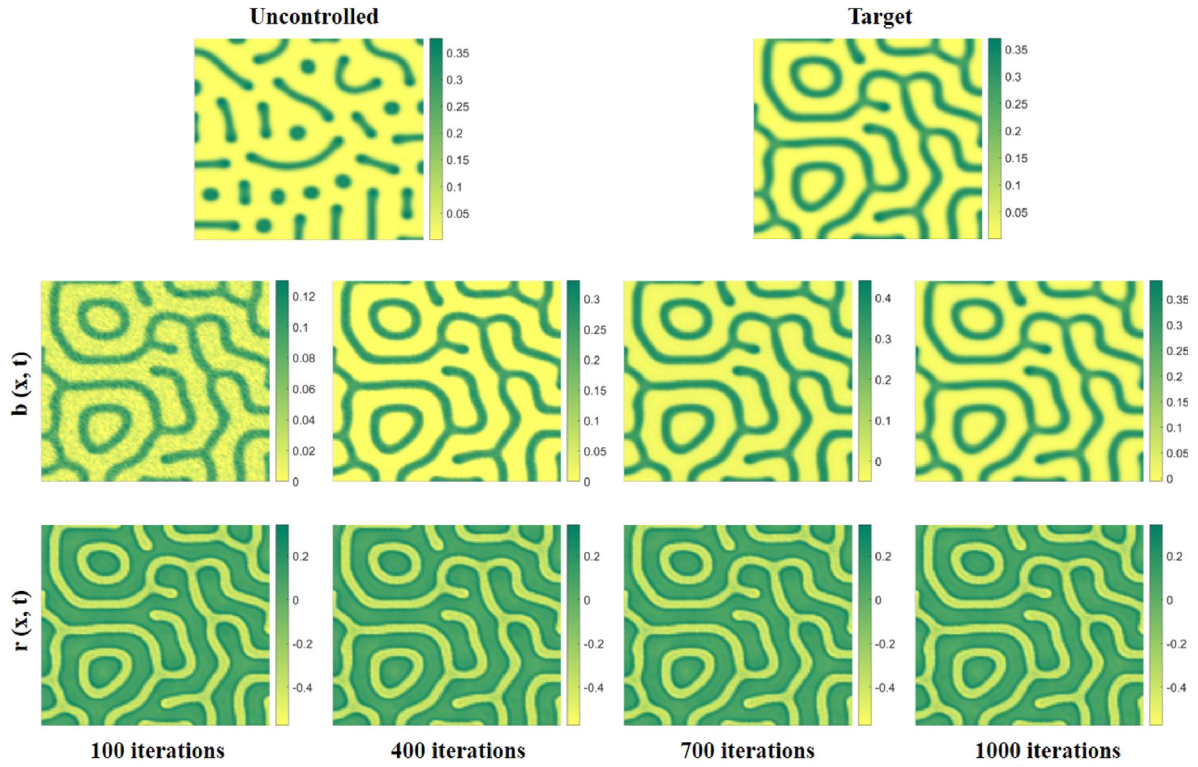 Uncontrolled Target
0.35 0.35
0.3 0.3
0.25 0.25
0.2 0.2
0.15 0.15
0.1 0.1
0.05 0.05
b (x, t)
0.12 0.3 0.4 0.35
0.1 0.25 0.3 0.3
0.08 0.2 0.25
0.06 0.15 0.2 0.2
0.04 0.1 0.1 0.15
0.02 0.05 0.1
0 0 0 0.05
0
r (x, t)
0.2 0.2 0.2 0.2
0 0 0 0
-0.2 -0.2 -0.2 -0.2
-0.4 -0.4 -0.4 -0.4
100 iterations 400 iterations 700 iterations 1000 iterations